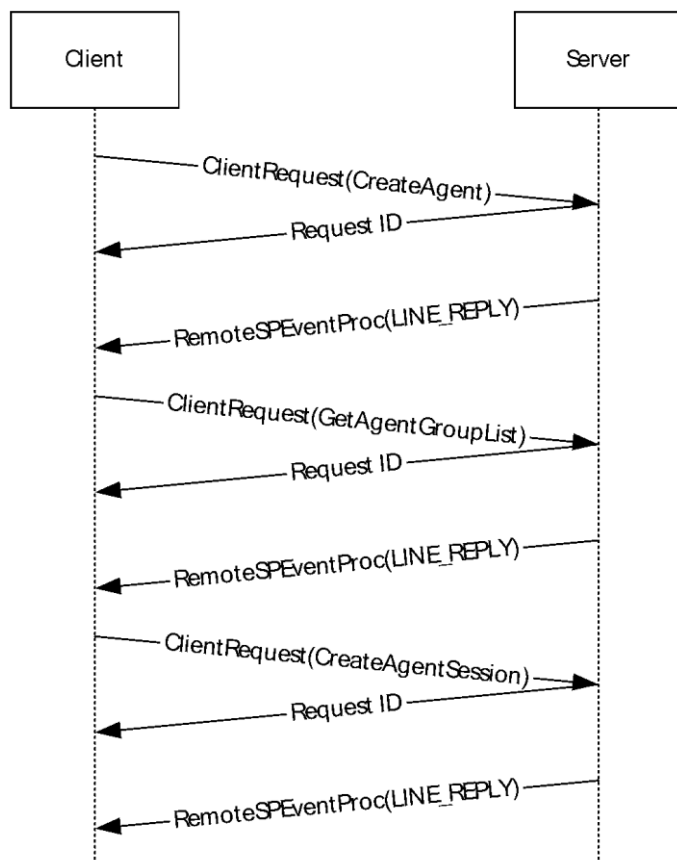 Client
Server
ClientRequest(CreateAgent)
Request ID
RemoteSPEventProc(LINE_REPLY)
ClientRequest(GetAgentGroupList)
Request ID
RemoteSPEventProc(LINE_REPLY)
ClientRequest(CreateAgentSession)
Request ID
RemoteSPEventProc(LINE_REPLY)